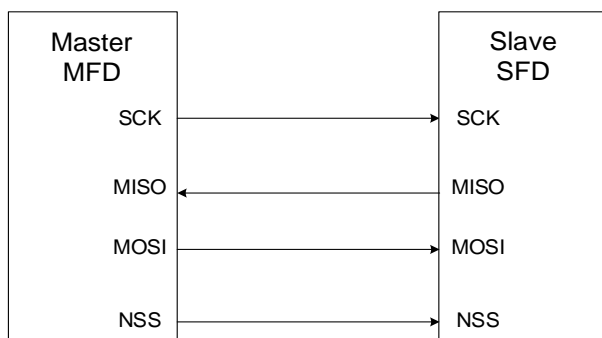 Master
MFD
Slave
SFD
SCK
SCK
MISO
MISO
MOSI
MOSI
NSS
NSS